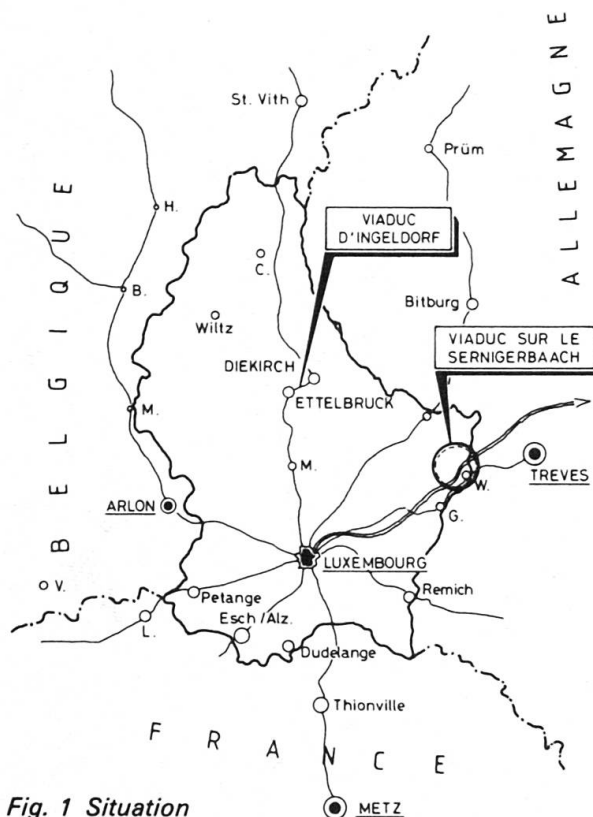 ALLEMAGNE
St. Vith
Prüm
BELGIQUE
H.
VIADUC
D'INGELDORF
C.
B.
Bitburg
Wiltz
VIADUC SUR LE
SERNIGERBAACH
DIEKIRCH
ETTELBRUCK
M.
M.
TREVES
W.
ARLON
G.
LUXEMBOURG
V.
Petange
Remich
L.
Esch/Alz.
Dudelange
Thionville
FRANCE
Fig. 1 Situation
METZ